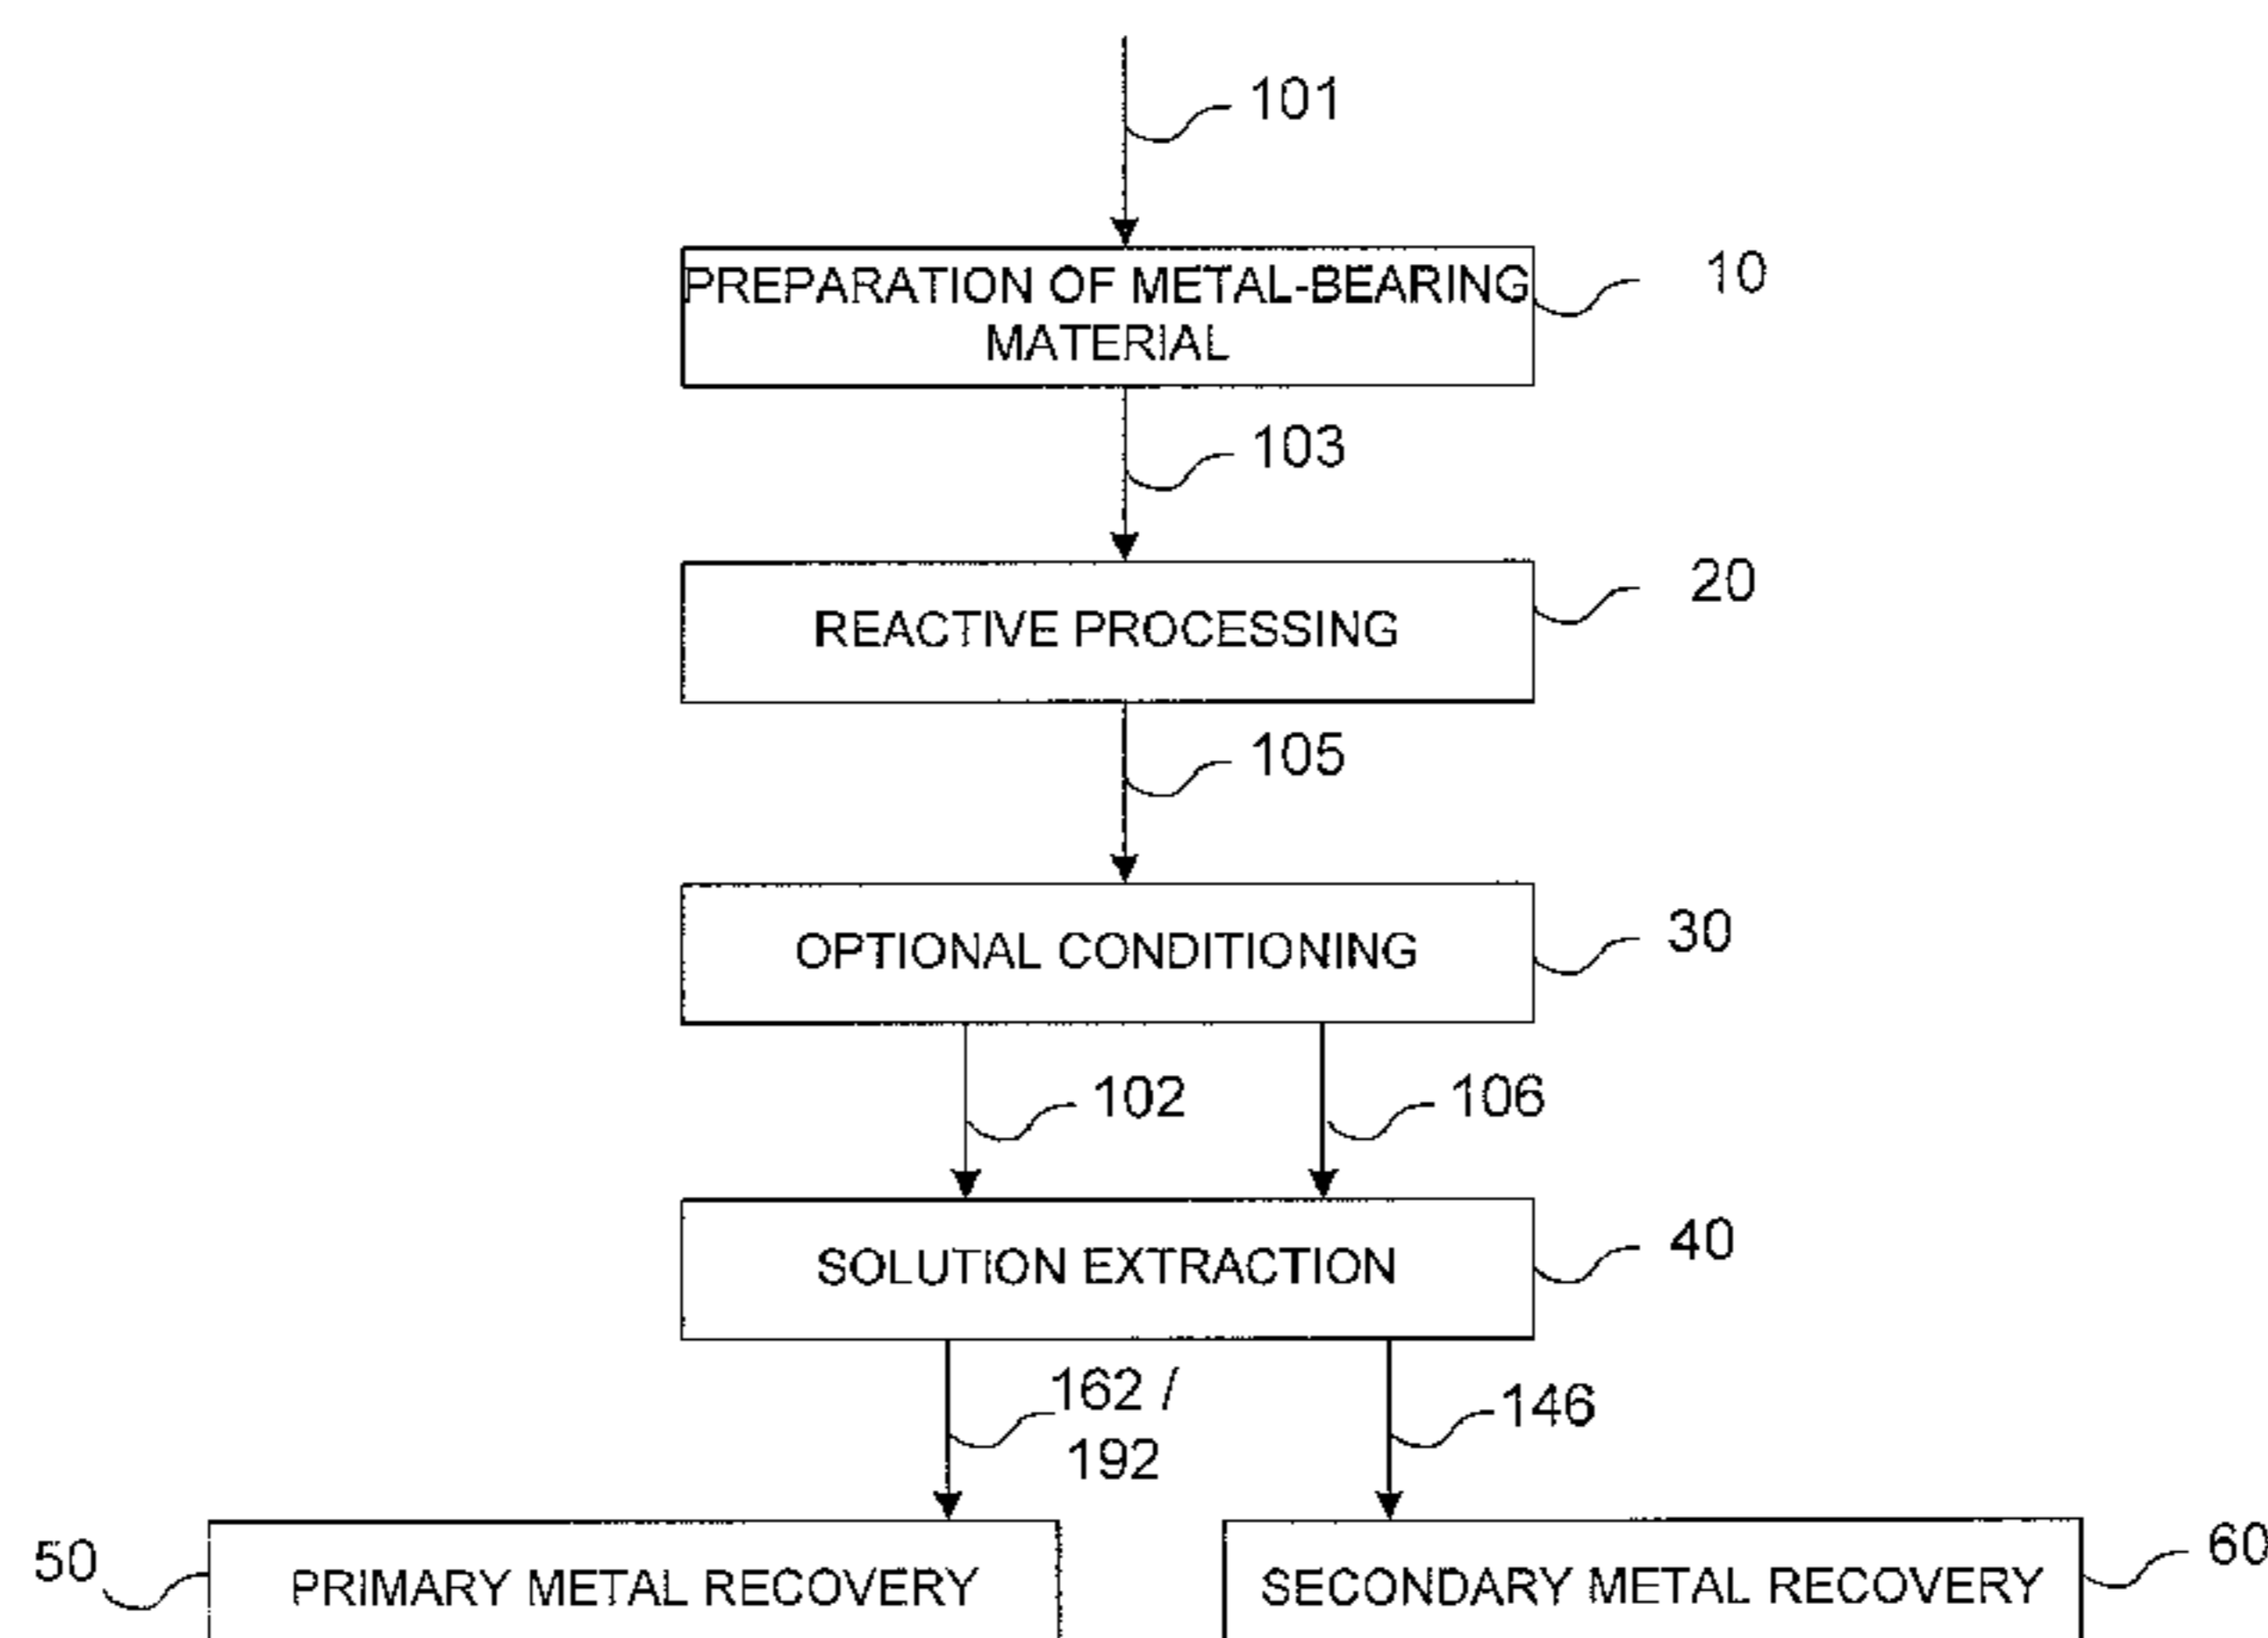 101
PREPARATION OF METAL-BEARING
MATERIAL
10
103
REACTIVE PROCESSING
20
105
OPTIONAL CONDITIONING
30
102
106
SOLUTION EXTRACTION
40
162 /
192
146
50
PRIMARY METAL RECOVERY
SECONDARY METAL RECOVERY
60